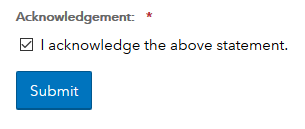 Acknowledgement: *
I acknowledge the above statement.
Submit